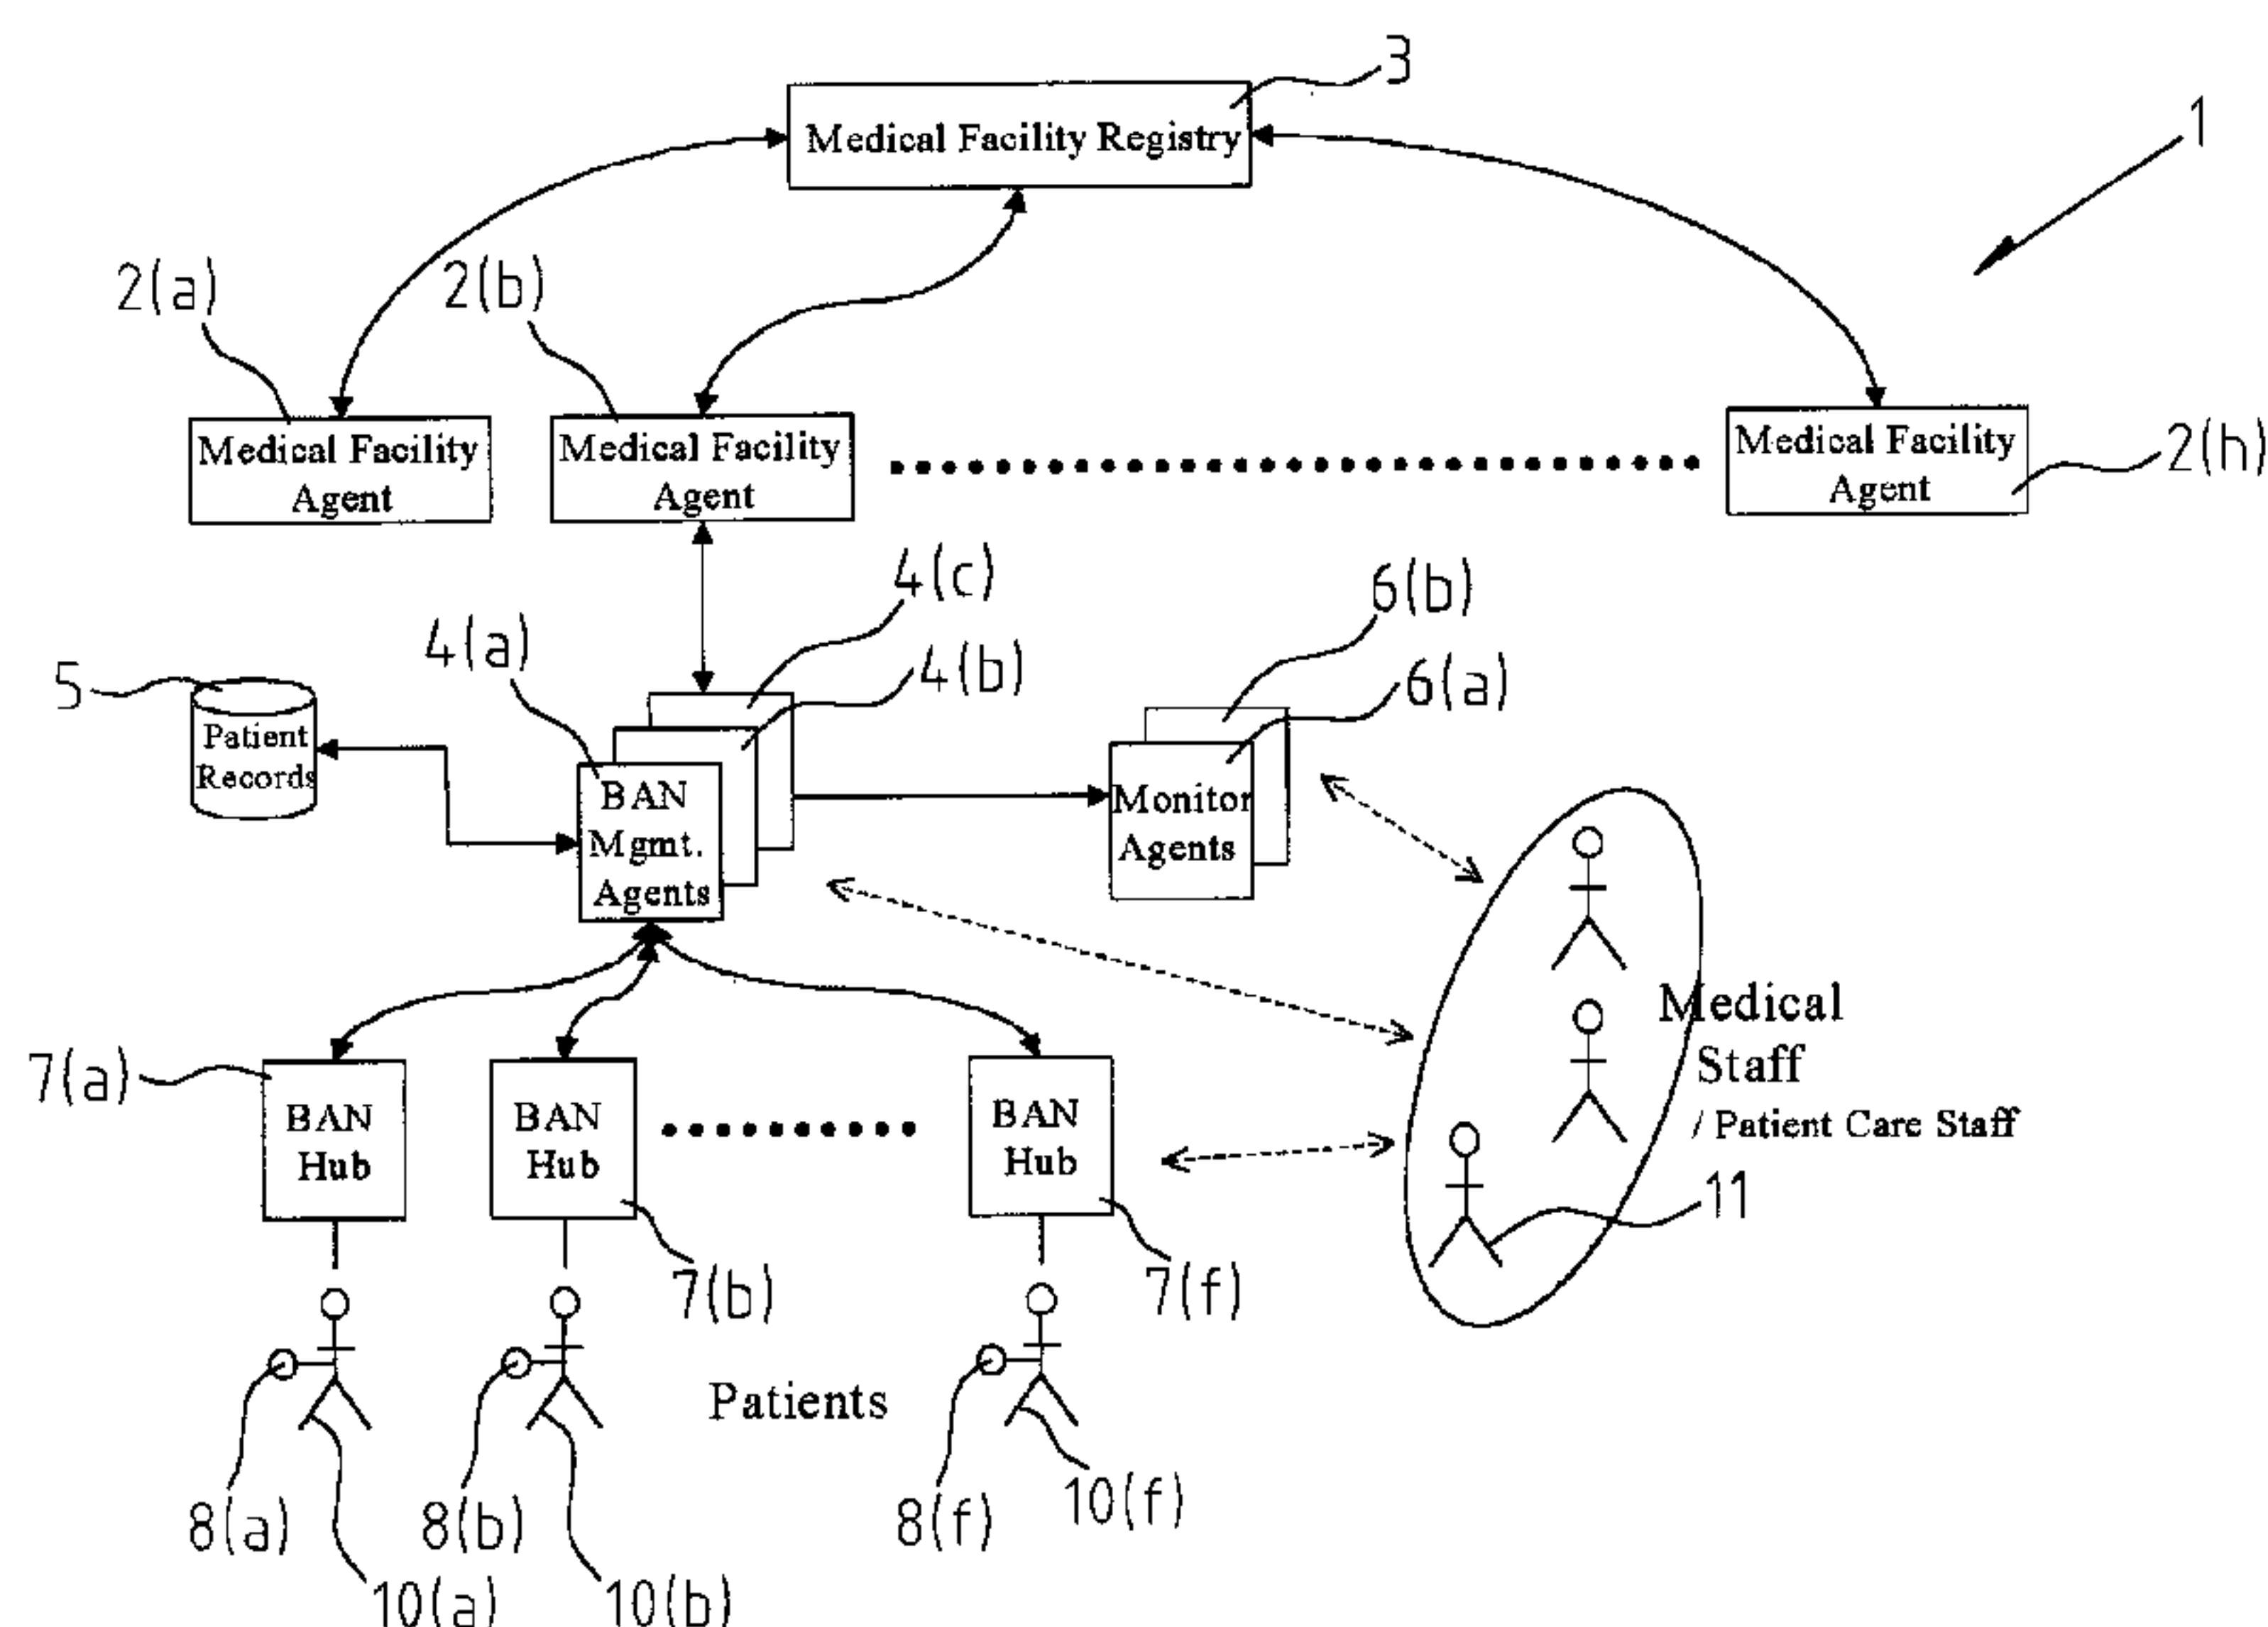 3
Medical Facility Registry
1
2(a)
2(b)
Medical Facility
Agent
Medical Facility
Agent
Medical Facility
Agent
2(h)
4(c)
6(b)
4(a)
4(b)
6(a)
5
Patient
Records
BAN
Mgmt.
Agents
Monitor
Agents
Medical
Staff
/ Patient Care Staff
7(a)
BAN
Hub
BAN
Hub
BAN
Hub
11
7(b)
7(f)
Patients
8(a)
8(b)
8(f)
10(f)
10(a)
10(b)